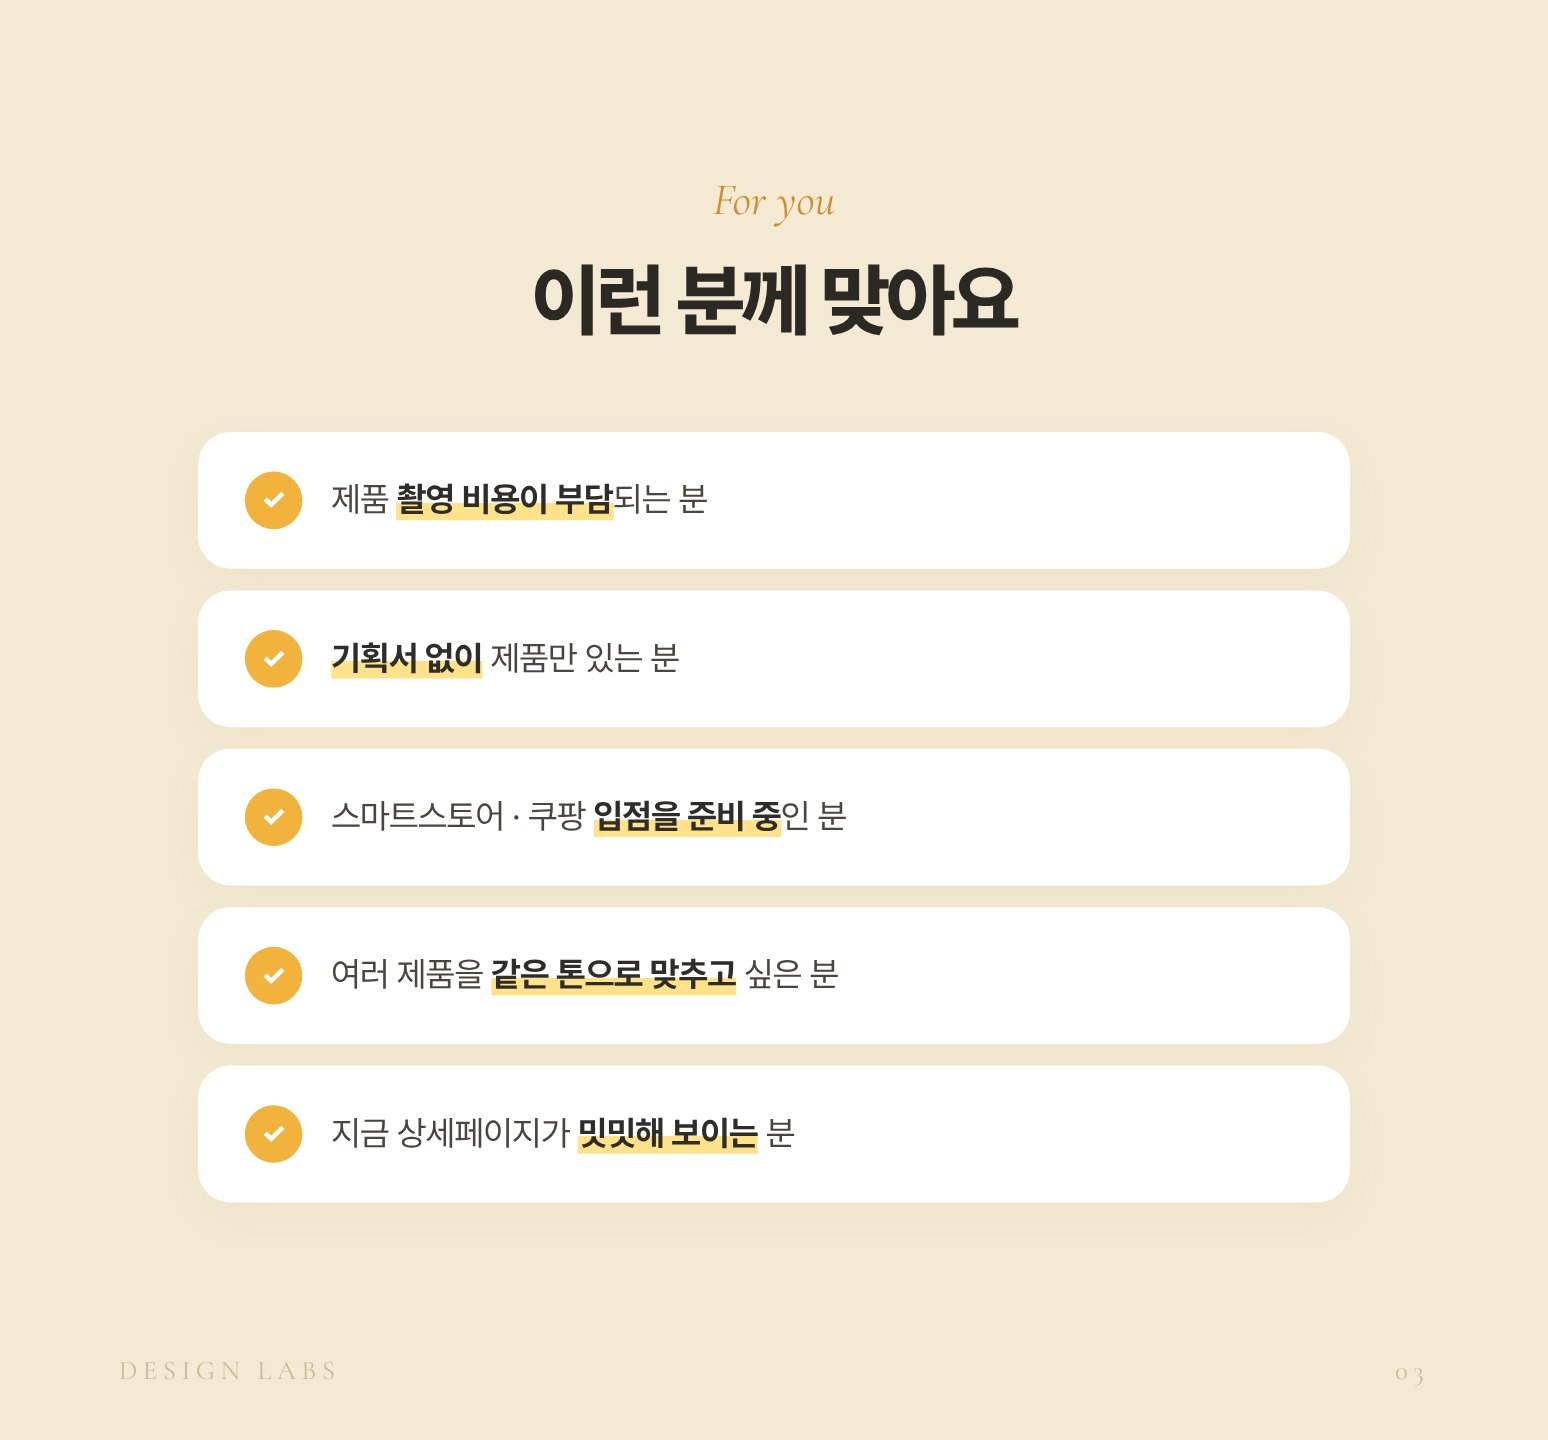 For you
이런 분께 맞아요
제품 촬영 비용이 부담되는 분
기획서 없이 제품만 있는 분
스마트스토어 · 쿠팡 입점을 준비 중인 분
여러 제품을 같은 톤으로 맞추고 싶은 분
지금 상세페이지가 밋밋해 보이는 분
DESIGN LABS
03